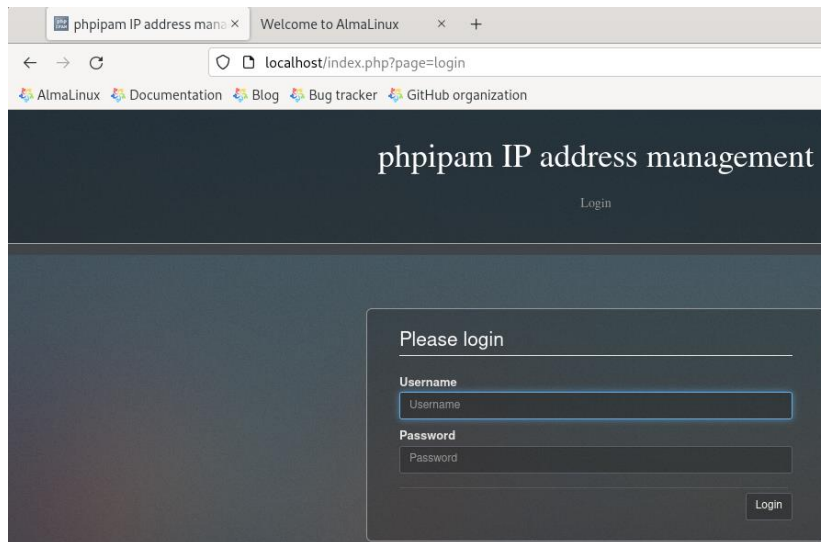 phpipam IP address mana × Welcome to AlmaLinux × +
localhost/index.php?page=login
AlmaLinux Documentation Blog Bug tracker GitHub organization
phpipam IP address management
Login
Please login
Username
Username
Password
Password
Login